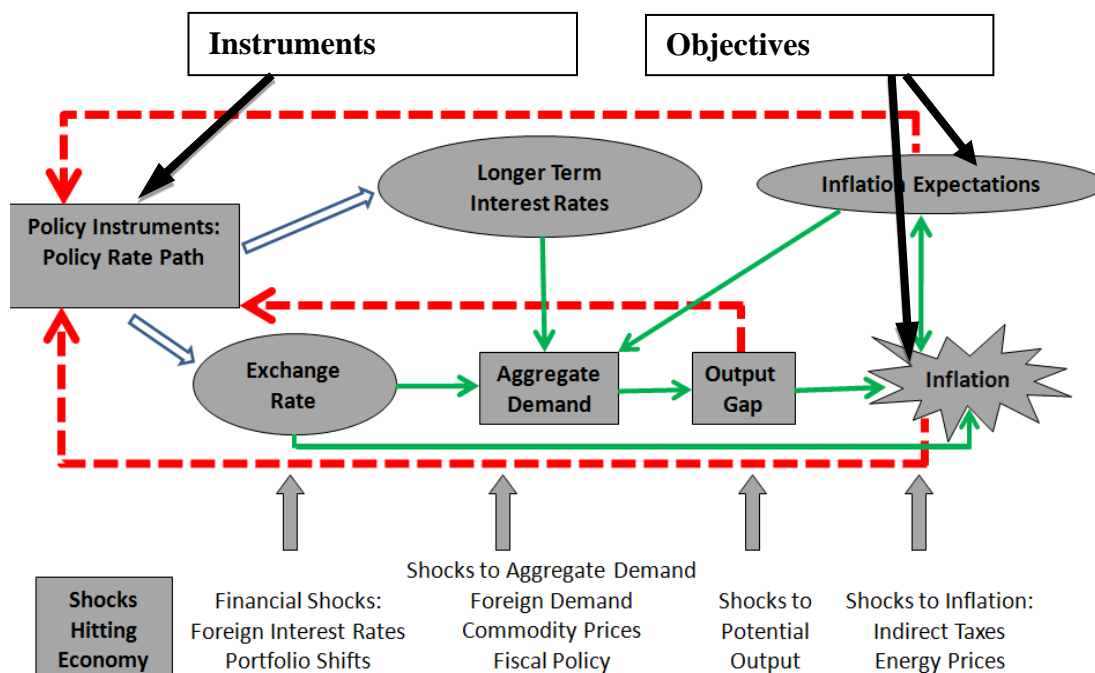 Instruments
Objectives
Longer Term
Interest Rates
Inflation Expectations
Policy Instruments:
Policy Rate Path
Exchange
Rate
Aggregate
Demand
Output
Gap
Inflation
Shocks
Hitting
Economy
Financial Shocks:
Foreign Interest Rates
Portfolio Shifts
Shocks to Aggregate Demand
Foreign Demand
Commodity Prices
Fiscal Policy
Shocks to
Potential
Output
Shocks to Inflation:
Indirect Taxes
Energy Prices